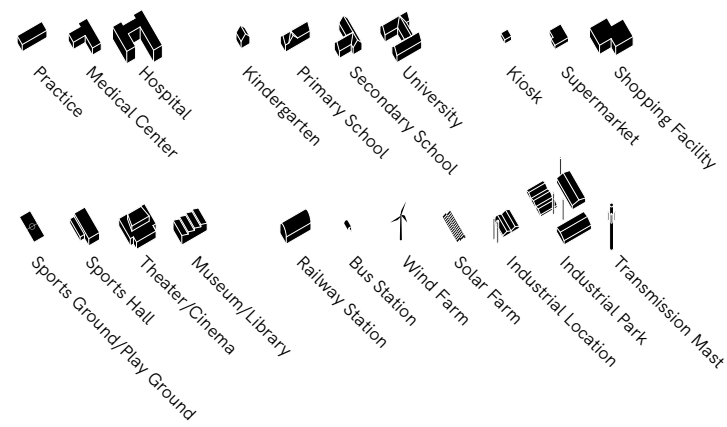 Practice
Medical Center
Hospital
Kindergarten
Primary School
Secondary School
University
Kiosk
Supermarket
Shopping Facility
Sports Ground/Play Ground
Sports Hall
Theater/Cinema
Museum/Library
Railway Station
Bus Station
Wind Farm
Solar Farm
Industrial Location
Industrial Park
Transmission Mast